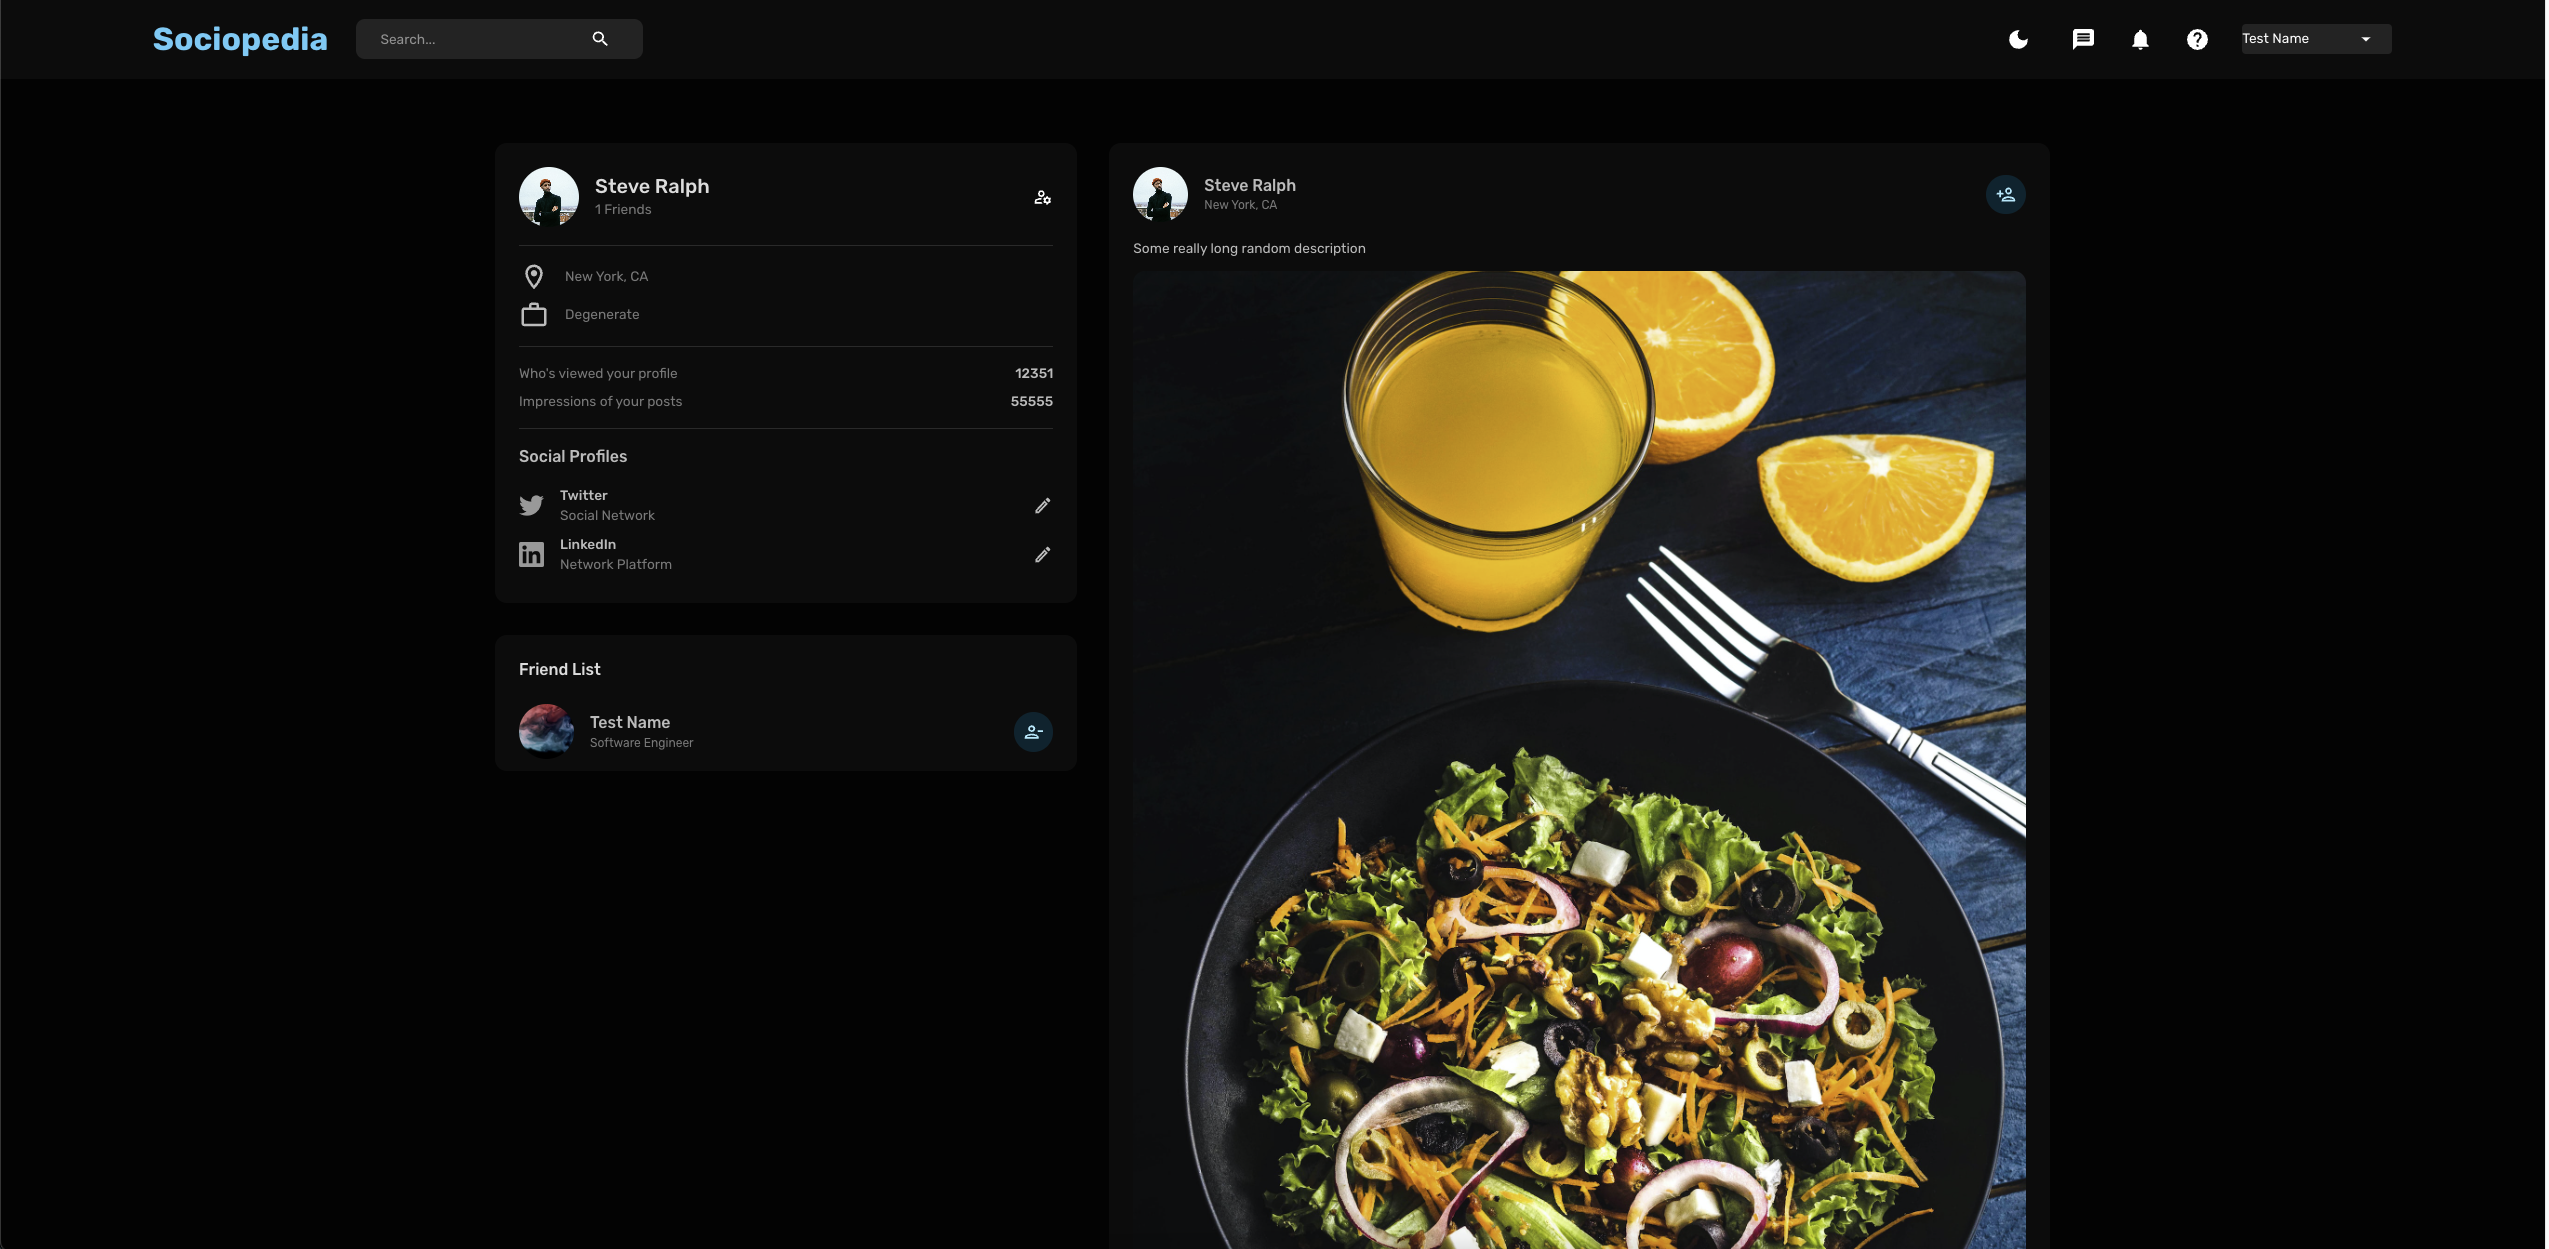 Sociopedia
Search...
Test Name
Steve Ralph
1 Friends
New York, CA
Degenerate
Who's viewed your profile 12351
Impressions of your posts 55555
Social Profiles
Twitter
Social Network
LinkedIn
Network Platform
Friend List
Test Name
Software Engineer
Steve Ralph
New York, CA
Some really long random description